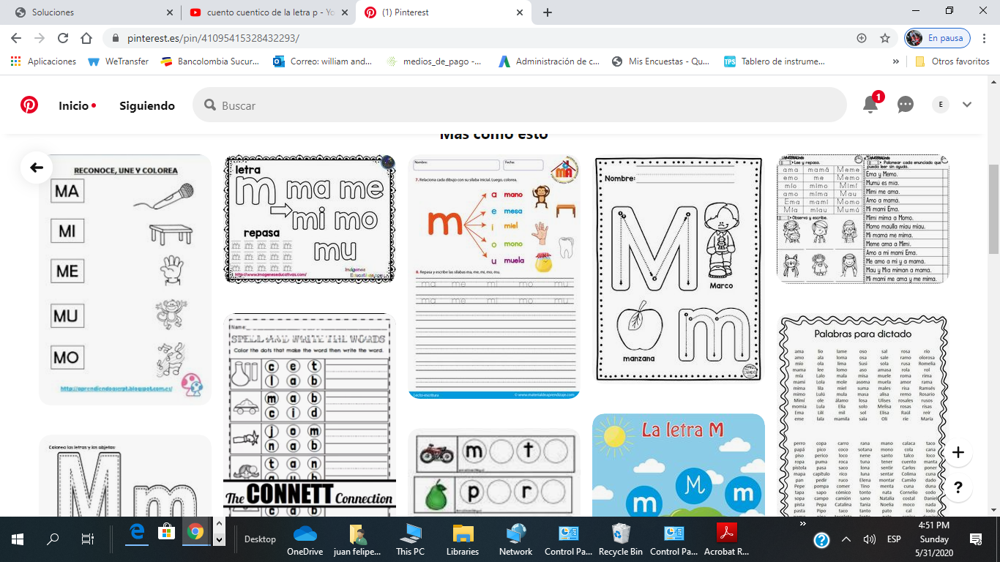 Soluciones
cuento cuentico de la letra p - Yo
(1) Pinterest
pinterest.es/pin/41095415328432293/
En pausa
Aplicaciones
WeTransfer
Bancolombia Sucur...
Correo: william and...
medios_de_pago -...
Administración de c...
Mis Encuestas - Qu...
Tablero de instrume...
»
Otros favoritos
Inicio
Siguiendo
Buscar
1
E
Más como esto
RECONOCE, UNE Y COLOREA
MA
MI
ME
MU
MO
http://aprendiendoaserpt.blogspot.com.es/
letra
m
ma me
mi mo
mu
repasa
http://www.imageneseducativas.com/
Imágenes
Educativas.com
Nombre:
Fecha:
MA
7. Relaciona cada dibujo con su sílaba inicial. Luego, colorea.
m
a mano
e mesa
i miel
o mono
u muela
8. Repasa y escribe las sílabas ma, me, mi, mo, mu.
ma me mi mo mu
ma me mi mo mu
Lecto-escritura
© www.materialdeaprendizaje.com
Nombre:
M
Marco
manzana
m
Lee y repasa.
ama mamá Meme
emo me Memo
mío mimo Mimí
amo mima Mau
Ema mami Momo
Mía miau Mumú
Observa y escribe.
Palomear cada enunciado que
pueda leer sin ayuda.
Ema y Memo.
Mumú es mía.
Mimi me ama.
Amo a mamá.
Mi mami Ema.
Mimi mima a Momo.
Momo maulla miau miau.
Mi mama me mima.
Meme ama a Mimi.
Amo a mi mami Ema.
Me amo a mi y a mama.
Mau y Mia miman a mama.
Mi mami me ama y me mima.
Name:
SPELL AND WRITE THE WORDS
Color the dots that make the word then write the word.
c e t
l a b
m a b
c i d
j a m
n a b
t a n
The CONNETT Connection
c a b
Colorea las letras y los objetos:
M m
m t
p r
La letra M
m M m
Palabras para dictado
ama lío lame oso sal rosa río
amo ala loma osa sale ramo olorosa
mío ola lima Susi sola rusa Romelia
mamá lee lomo aso amasa rola rol
mía Lalo mala misa muele roma rima
mami Lola mole asoma muela amor rama
mima lila miel suma males risa Ramsés
mimo Lulú mula masa alisa remo Rosalío
Mimí ole álamo losa Ulises rosales rusos
momia Lula Elia solo Melisa rosas risas
Ema Lili mil sol Elisa Raúl reír
eme lala mamila sala Oli ríe María
perro copa carro rana mano calaca taco
papá pico coco sotana mono cola cana
piso perico loco nene santo talco loco
ropa puma roca tuna tener cuento manta
pistola pasa saco lona sentir Carlos poner
mapa capítulo rico luna sentar Colima cuna
pan pedir ruco Elena montar Camilo dado
Pepe pompa comer Tino menta cuna duna
tapa sapo cómico tonto nata Cornelio codo
sopa campo camión sano Natalia costal Daniel
pista Pepa Catalina lanía Noelia moco nada
pasta Pipo taco tanto pato cal lodo
+
?
Desktop
OneDrive
juan felipe...
This PC
Libraries
Network
Control Pa...
Recycle Bin
Control Pa...
Acrobat R...
»
ESP
4:51 PM
Sunday
5/31/2020